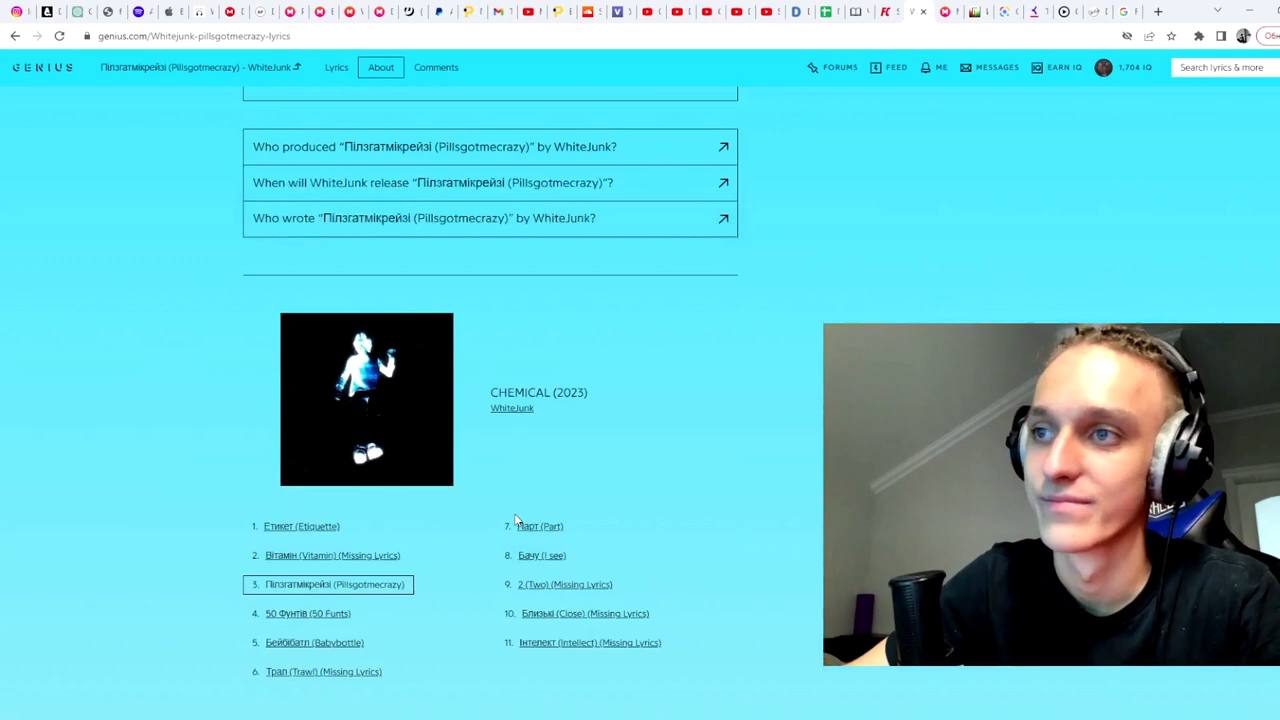 genius.com/Whitejunk-pillsgotmecrazy-lyrics
GENIUS
Пілзгатмікрейзі (Pillsgotmecrazy) - WhiteJunk
Lyrics
About
Comments
FORUMS
FEED
ME
MESSAGES
EARN IQ
1,704 IQ
Search lyrics & more
Who produced “Пілзгатмікрейзі (Pillsgotmecrazy)” by WhiteJunk?
When will WhiteJunk release “Пілзгатмікрейзі (Pillsgotmecrazy)”?
Who wrote “Пілзгатмікрейзі (Pillsgotmecrazy)” by WhiteJunk?
CHEMICAL (2023)
WhiteJunk
1. Етикет (Etiquette)
2. Вітамін (Vitamin) (Missing Lyrics)
3. Пілзгатмікрейзі (Pillsgotmecrazy)
4. 50 Фунтів (50 Funts)
5. Бейбібатл (Babybottle)
6. Трал (Trawl) (Missing Lyrics)
7. Парт (Part)
8. Бачу (I see)
9. 2 (Two) (Missing Lyrics)
10. Близькі (Close) (Missing Lyrics)
11. Інтелект (Intellect) (Missing Lyrics)